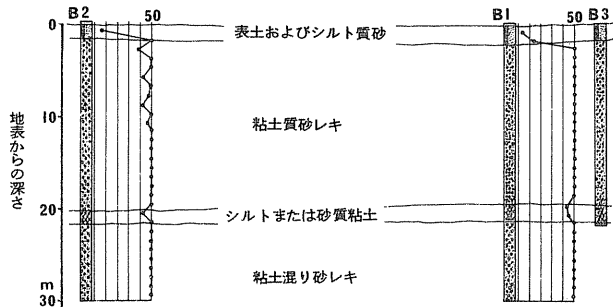 B2 50 B1 50 B3
0
表土およびシルト質砂
10
粘土質砂レキ
地表からの深さ
20
シルトまたは砂質粘土
粘土混り砂レキ
m
30